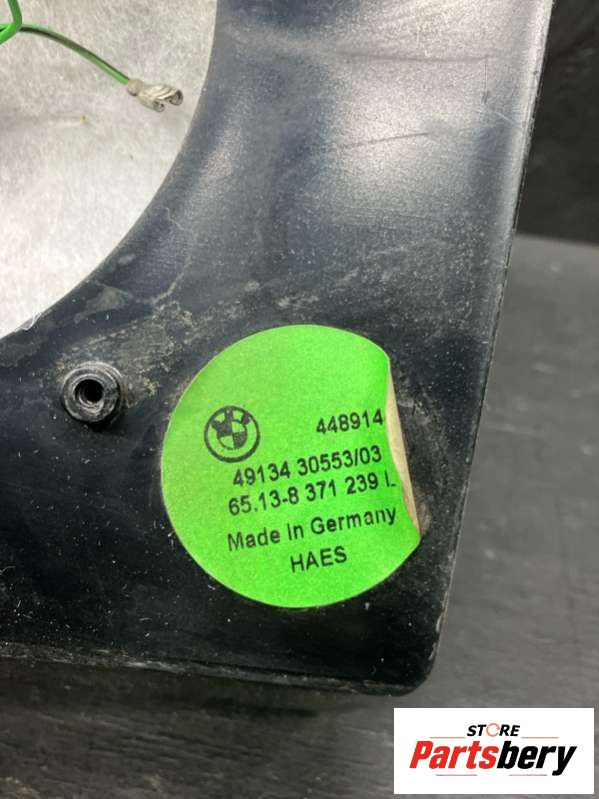 448914
49134 30553/03
65.13-8 371 239 L
Made in Germany
HAES
STORE
Partsbery